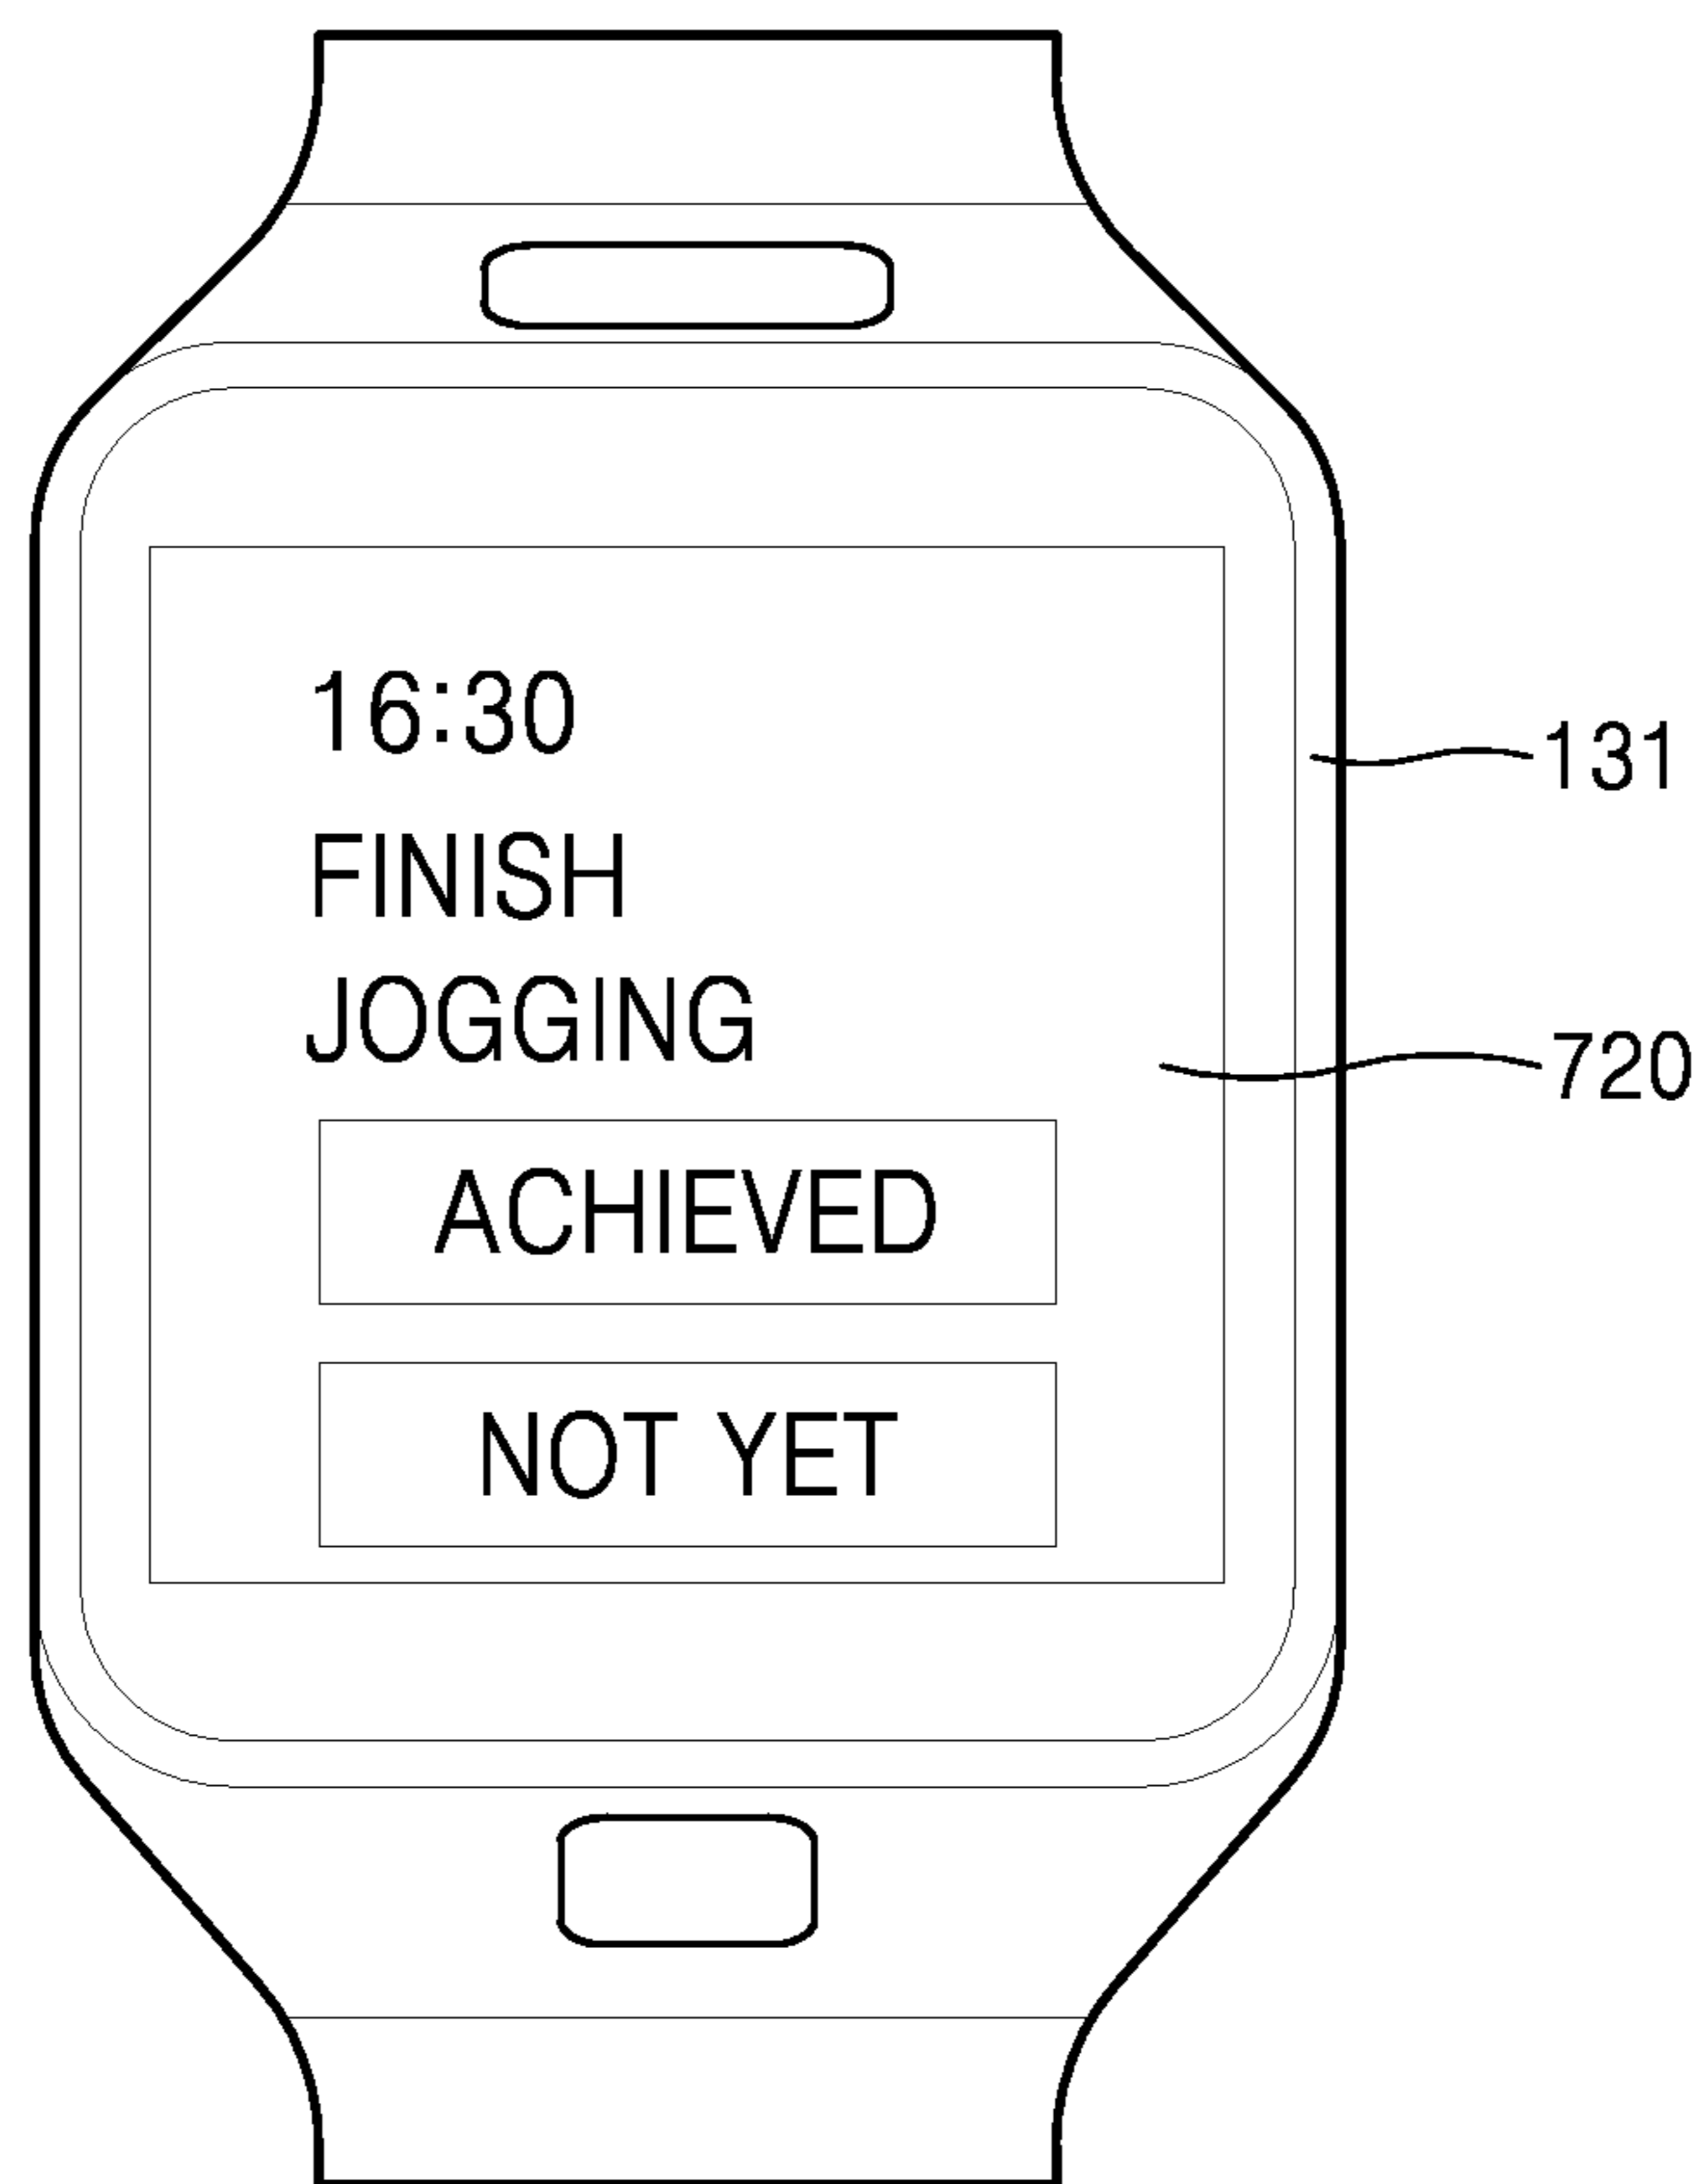 16:30
FINISH
JOGGING
ACHIEVED
NOT YET
131
720